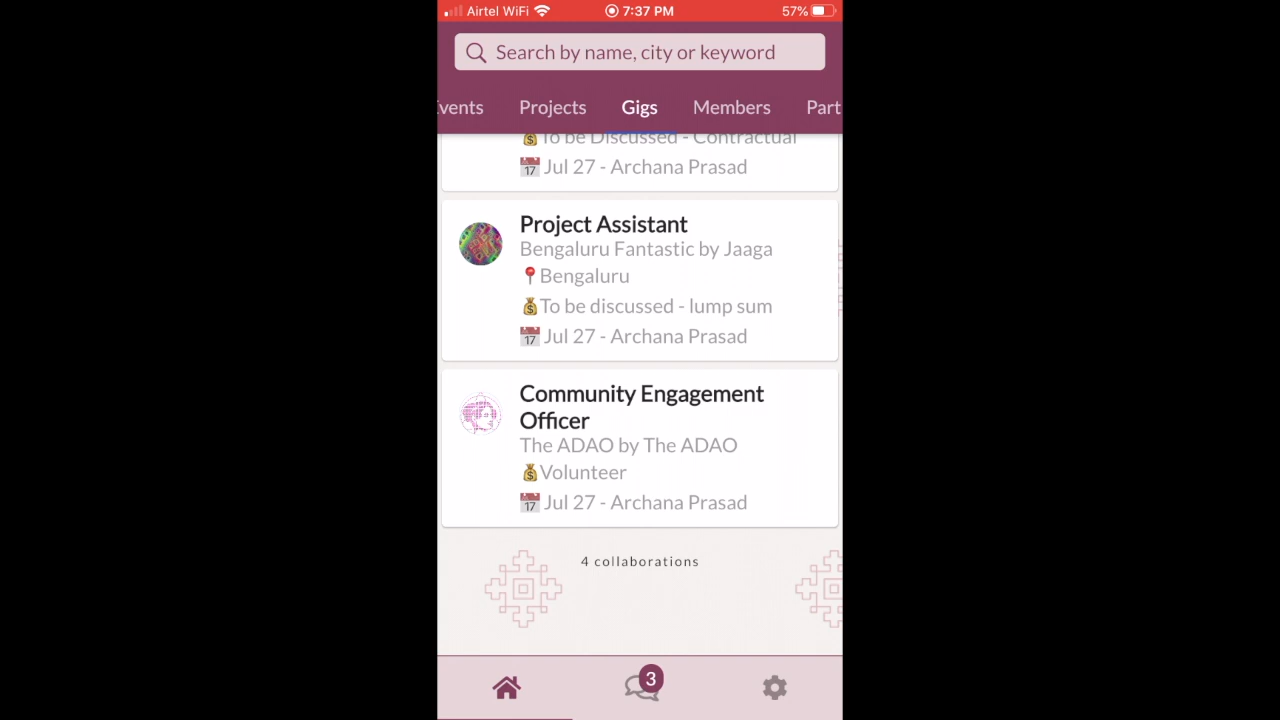 Airtel WiFi 7:37 PM 57%
Search by name, city or keyword
vents Projects Gigs Members Part
To be Discussed - Contractual
17 Jul 27 - Archana Prasad
Project Assistant
Bengaluru Fantastic by Jaaga
Bengaluru
To be discussed - lump sum
17 Jul 27 - Archana Prasad
Community Engagement
Officer
The ADAO by The ADAO
Volunteer
17 Jul 27 - Archana Prasad
4 collaborations
3